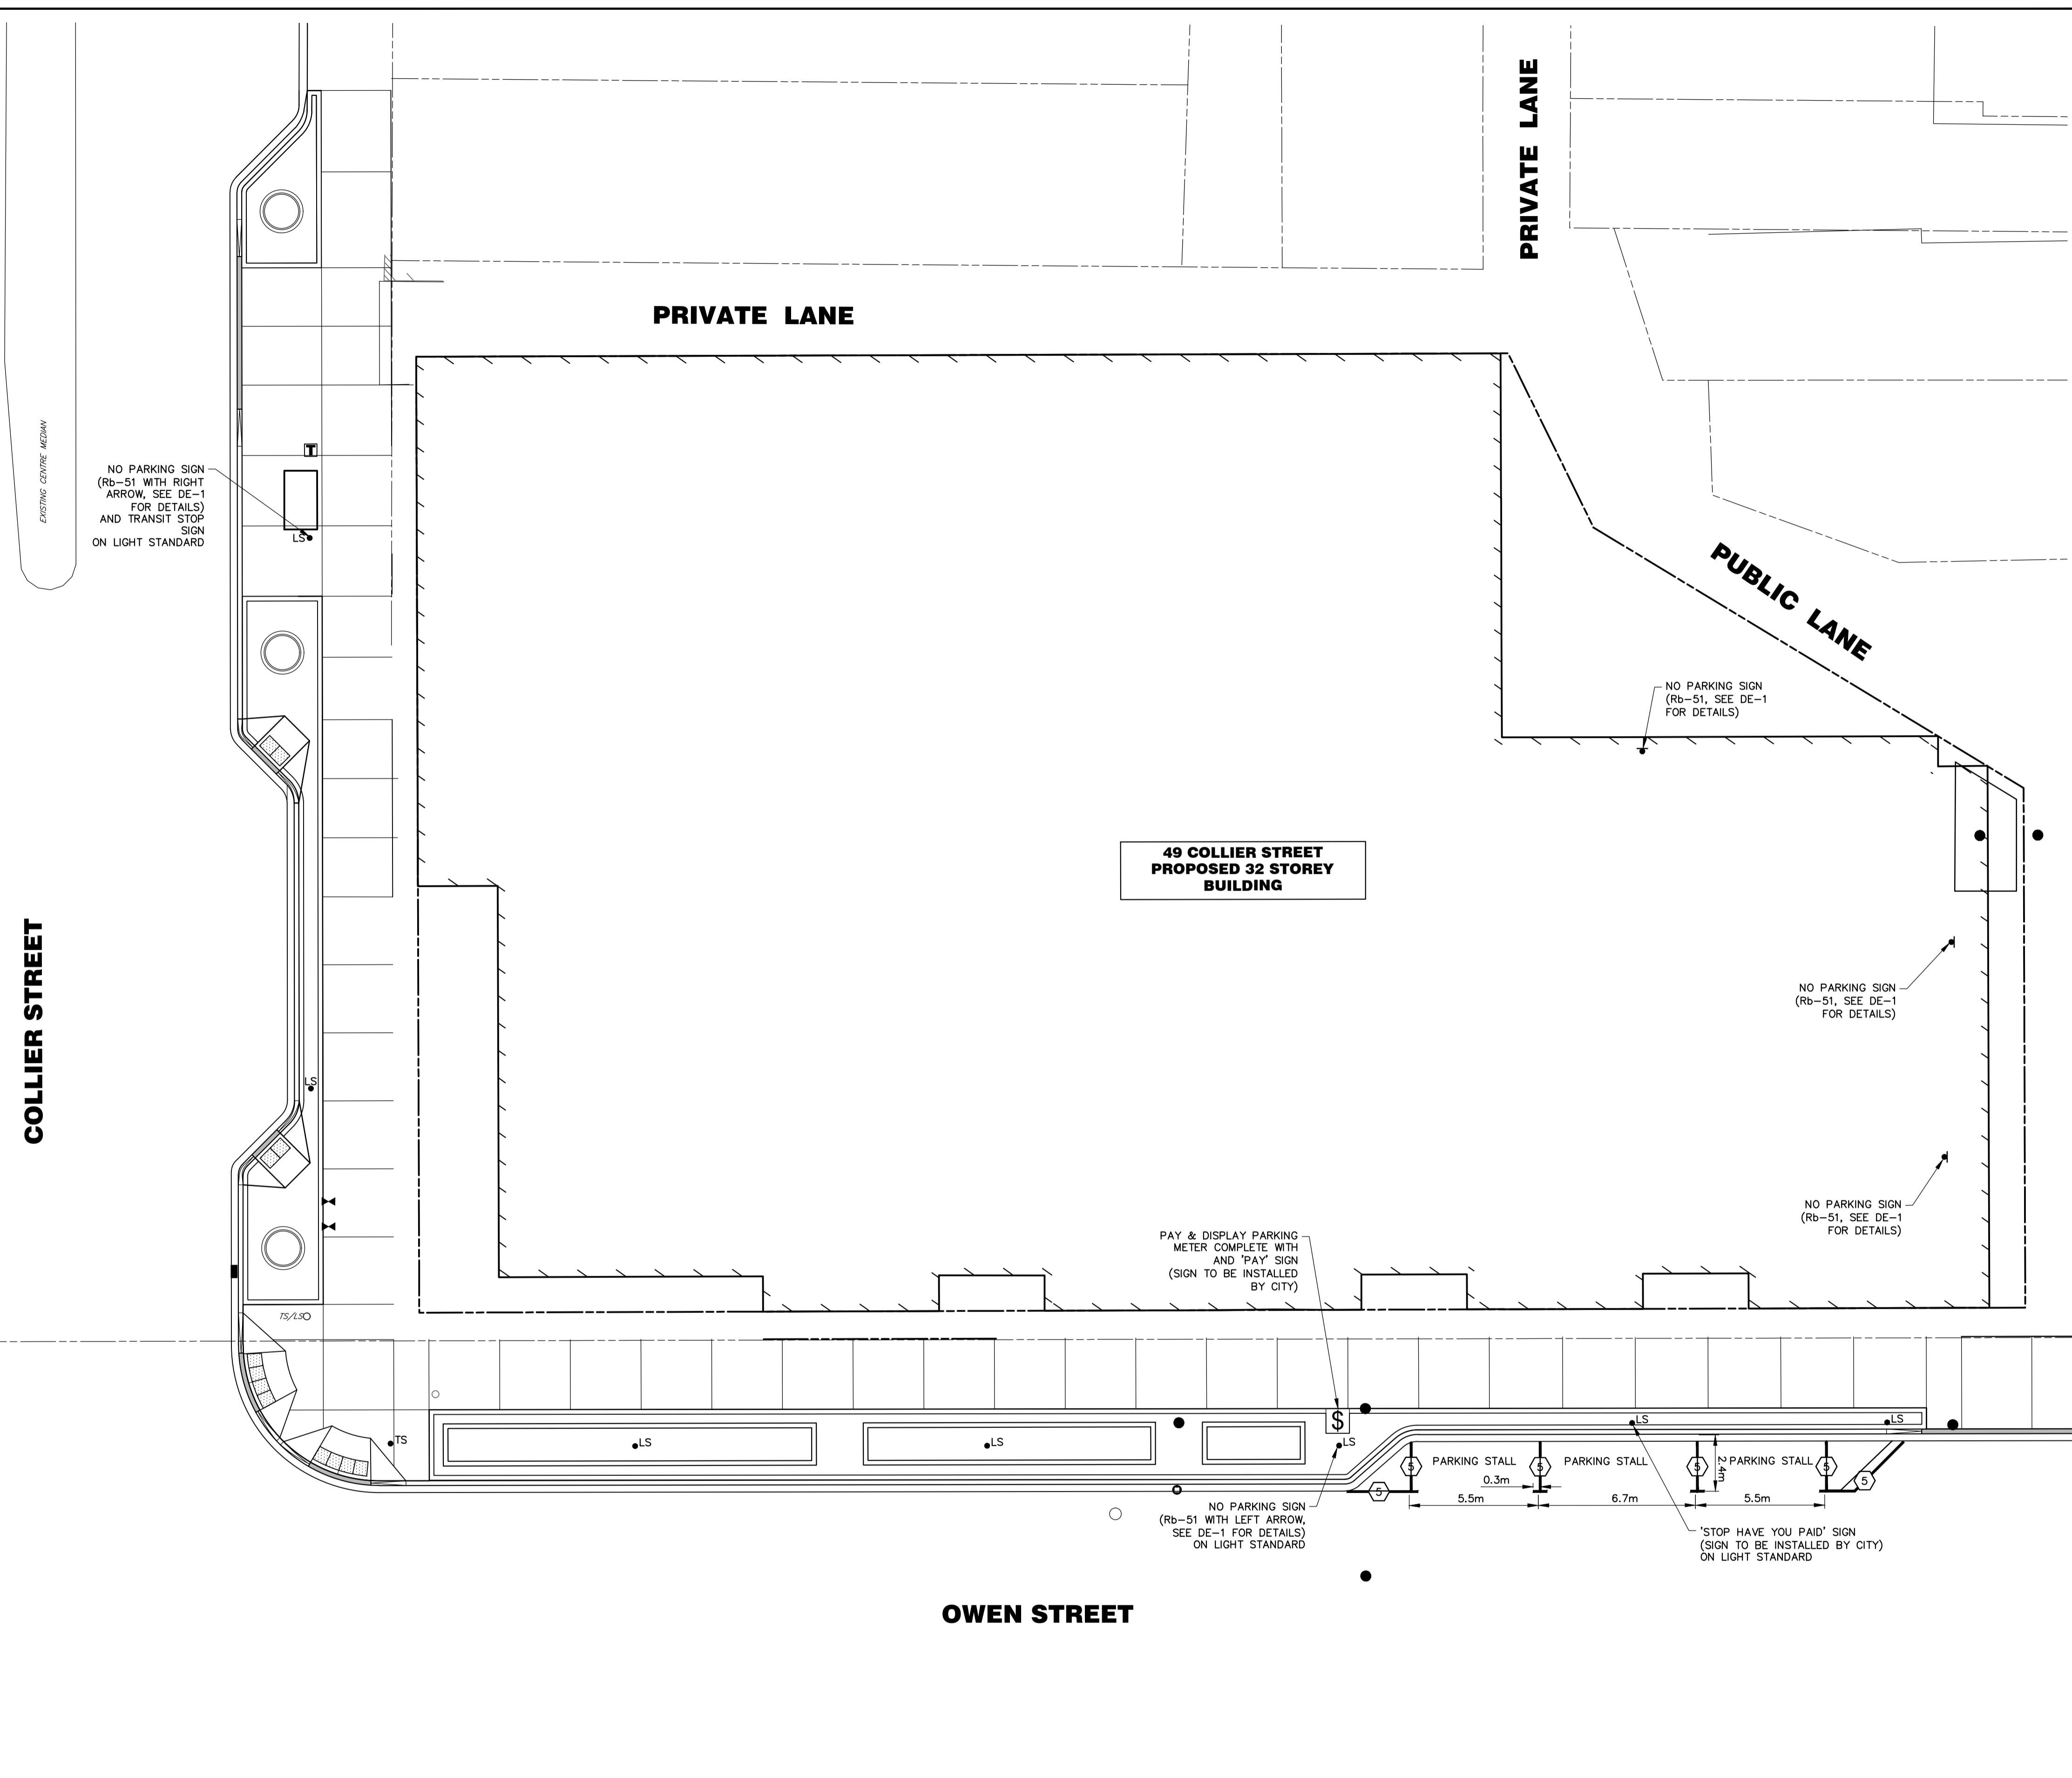 PRIVATE LANE
PRIVATE LANE
EXISTING CENTRE MEDIAN
T
NO PARKING SIGN
(Rb-51 WITH RIGHT
ARROW, SEE DE-1
FOR DETAILS)
AND TRANSIT STOP
SIGN
ON LIGHT STANDARD
LS
PUBLIC LANE
NO PARKING SIGN
(Rb-51, SEE DE-1
FOR DETAILS)
49 COLLIER STREET
PROPOSED 32 STOREY
BUILDING
COLLIER STREET
NO PARKING SIGN
(Rb-51, SEE DE-1
FOR DETAILS)
LS
NO PARKING SIGN
(Rb-51, SEE DE-1
FOR DETAILS)
PAY & DISPLAY PARKING
METER COMPLETE WITH
AND 'PAY' SIGN
(SIGN TO BE INSTALLED
BY CITY)
TS/LS
TS
LS
LS
$
LS
LS
LS
5
PARKING STALL
5
PARKING STALL
5
2.4m
PARKING STALL
5
5
5
0.3m
5.5m
6.7m
5.5m
NO PARKING SIGN
(Rb-51 WITH LEFT ARROW,
SEE DE-1 FOR DETAILS)
ON LIGHT STANDARD
'STOP HAVE YOU PAID' SIGN
(SIGN TO BE INSTALLED BY CITY)
ON LIGHT STANDARD
OWEN STREET